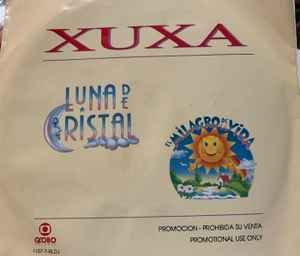 XUXA
LUNA DE
CRISTAL
EL MILAGRO DE LA VIDA
PROMOCION - PROHIBIDA SU VENTA
PROMOTIONAL USE ONLY
GLOBO